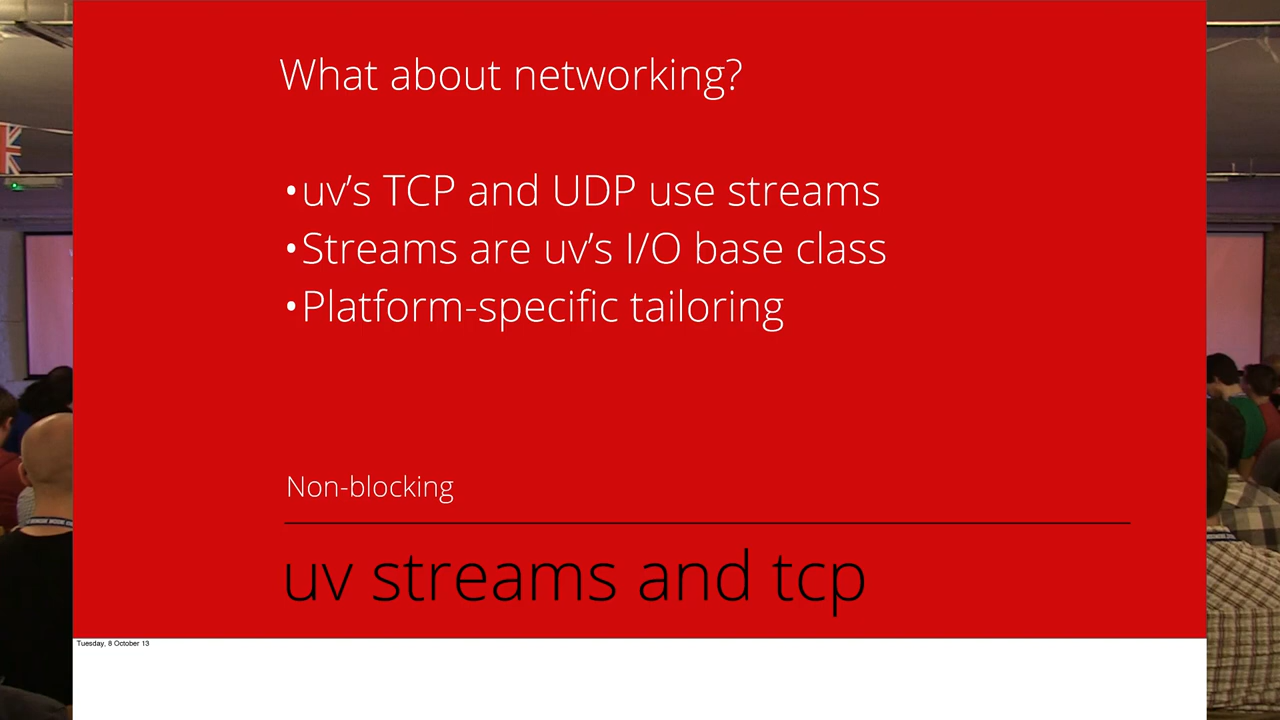 What about networking?
•uv’s TCP and UDP use streams
•Streams are uv’s I/O base class
•Platform-specific tailoring
Non-blocking
uv streams and tcp
Tuesday, 8 October 13